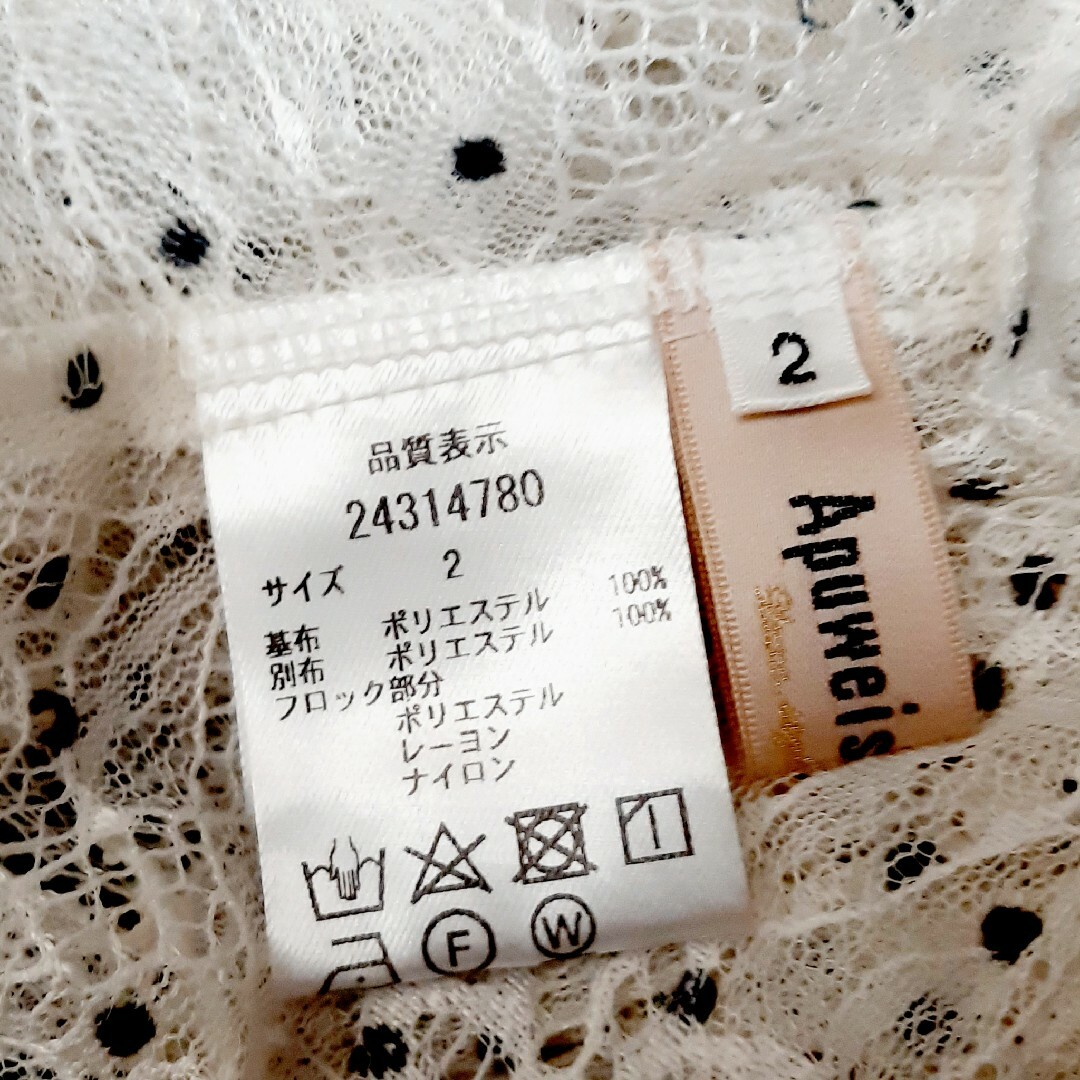 品質表示
24314780
サイズ 2
基布 ポリエステル 100%
別布 ポリエステル 100%
フロック部分
ポリエステル
レーヨン
ナイロン
F W
2
Apuweis